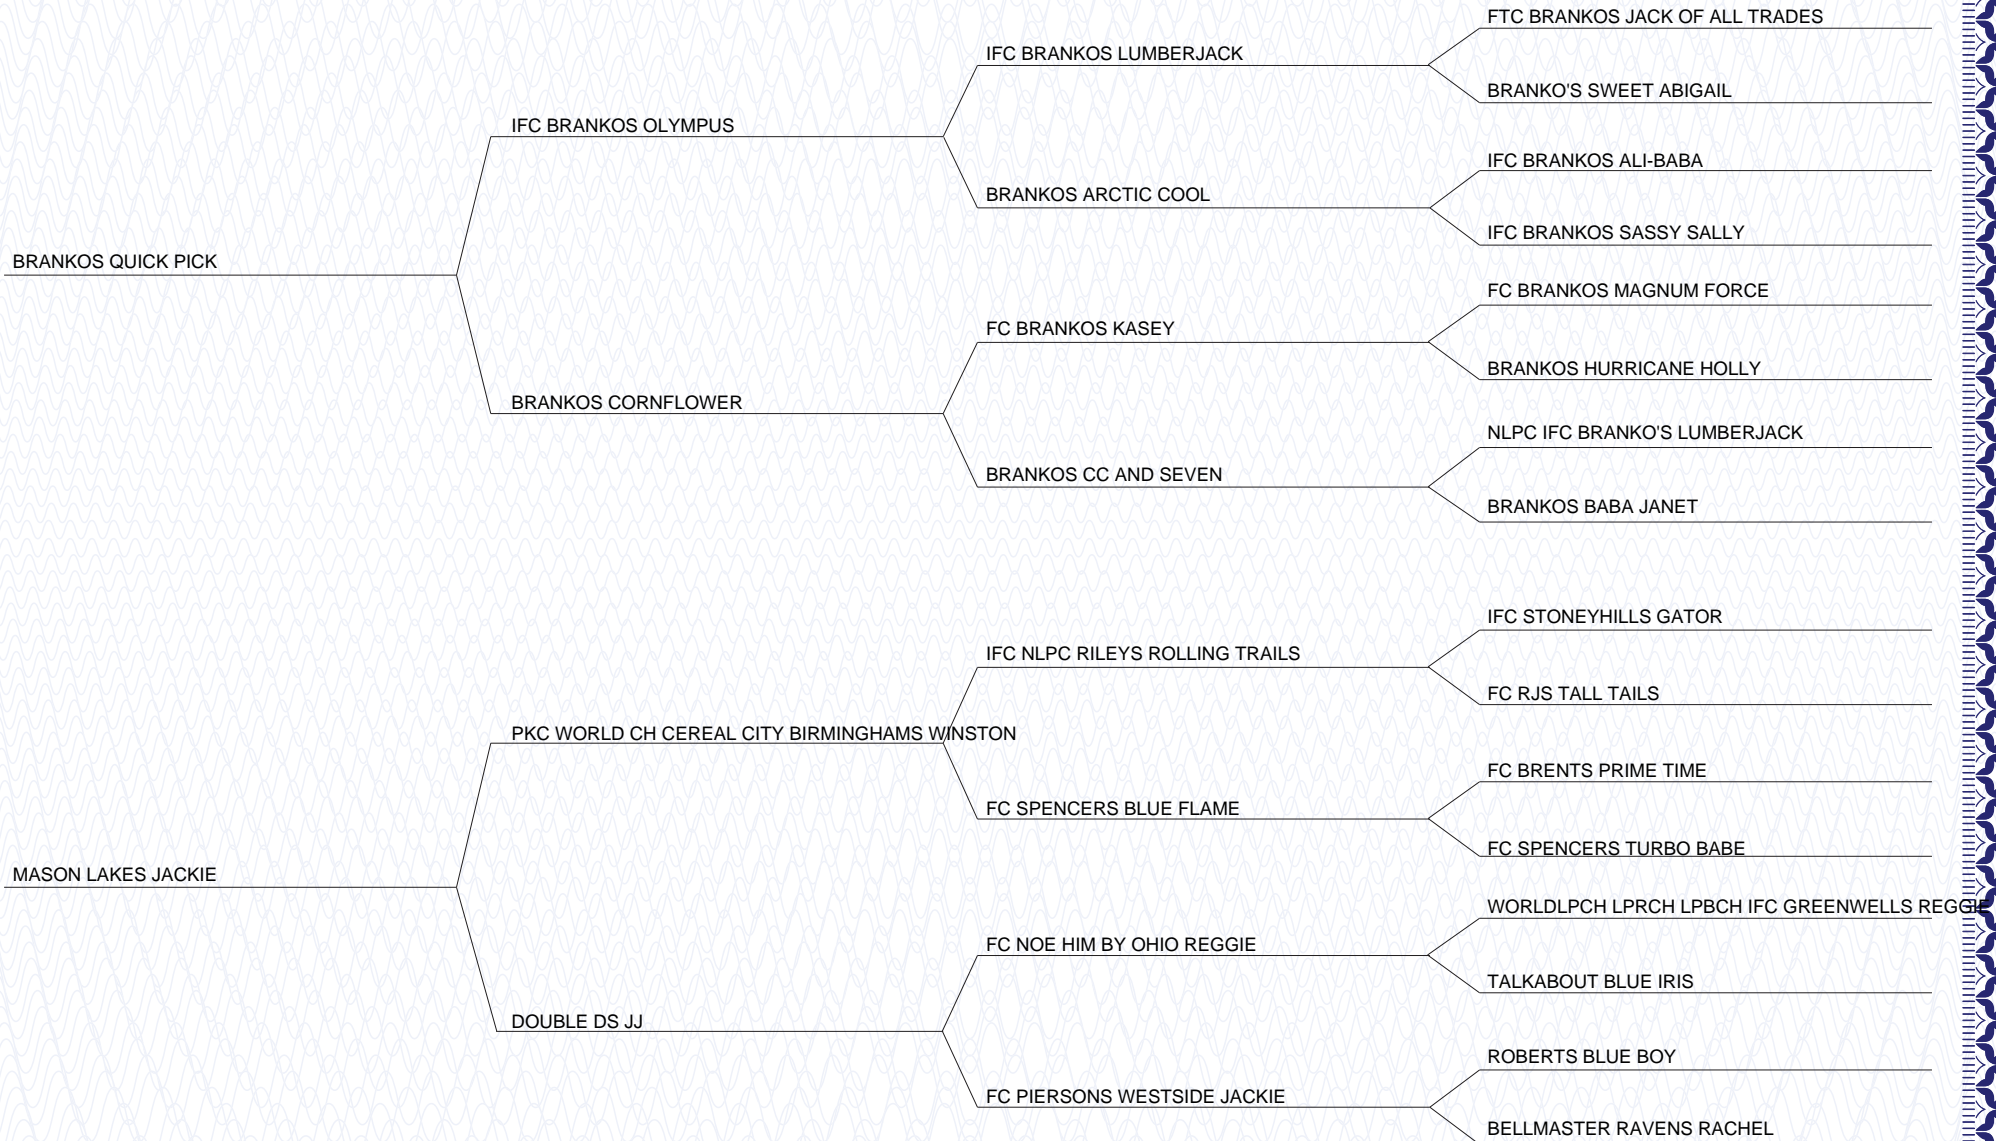 FTC BRANKOS JACK OF ALL TRADES
IFC BRANKOS LUMBERJACK
BRANKO'S SWEET ABIGAIL
IFC BRANKOS OLYMPUS
IFC BRANKOS ALI-BABA
BRANKOS ARCTIC COOL
IFC BRANKOS SASSY SALLY
BRANKOS QUICK PICK
FC BRANKOS MAGNUM FORCE
FC BRANKOS KASEY
BRANKOS HURRICANE HOLLY
BRANKOS CORNFLOWER
NLPC IFC BRANKO'S LUMBERJACK
BRANKOS CC AND SEVEN
BRANKOS BABA JANET
IFC STONEYHILLS GATOR
IFC NLPC RILEYS ROLLING TRAILS
FC RJS TALL TAILS
PKC WORLD CH CEREAL CITY BIRMINGHAMS WINSTON
FC BRENTS PRIME TIME
FC SPENCERS BLUE FLAME
FC SPENCERS TURBO BABE
MASON LAKES JACKIE
WORLDLPCH LPRCH LPBCH IFC GREENWELLS REGGIE
FC NOE HIM BY OHIO REGGIE
TALKABOUT BLUE IRIS
DOUBLE DS JJ
ROBERTS BLUE BOY
FC PIERSONS WESTSIDE JACKIE
BELLMASTER RAVENS RACHEL